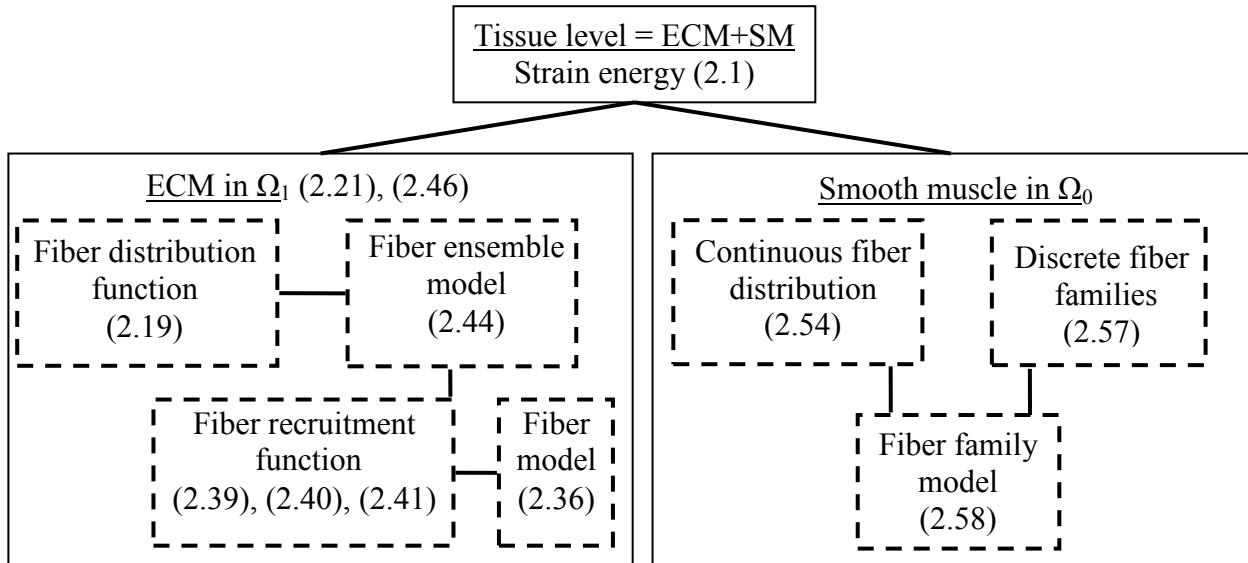 Tissue level = ECM+SM
Strain energy (2.1)
ECM in Ω₁ (2.21), (2.46)
Fiber distribution
function
(2.19)
Fiber ensemble
model
(2.44)
Fiber recruitment
function
(2.39), (2.40), (2.41)
Fiber
model
(2.36)
Smooth muscle in Ω₀
Continuous fiber
distribution
(2.54)
Discrete fiber
families
(2.57)
Fiber family
model
(2.58)